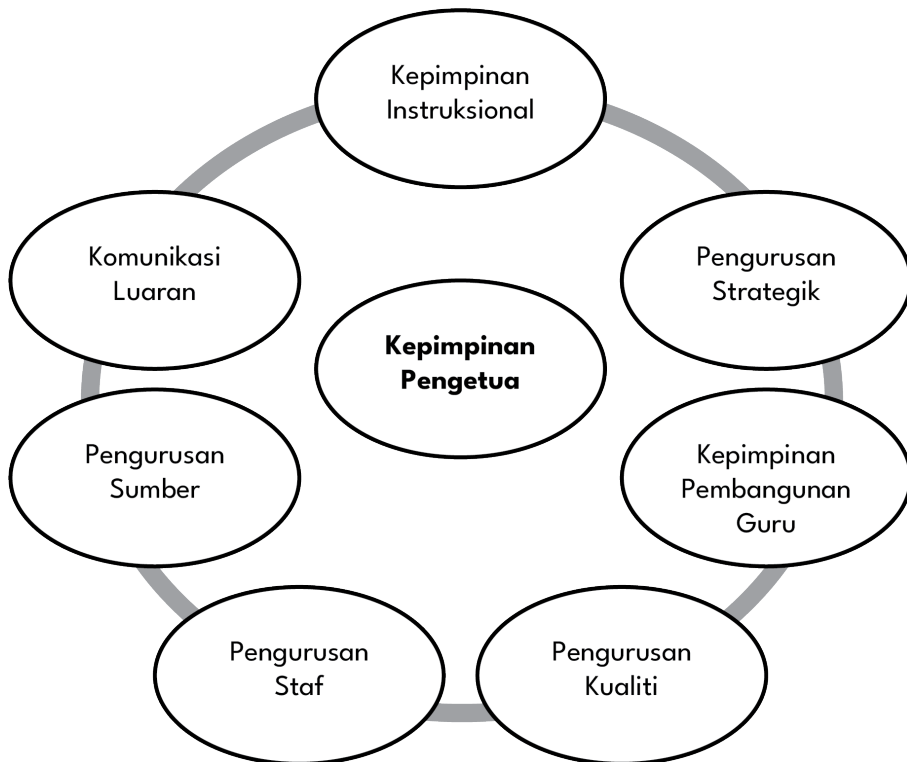 Kepimpinan
Instruksional
Pengurusan
Strategik
Kepimpinan
Pembangunan
Guru
Pengurusan
Kualiti
Pengurusan
Staf
Pengurusan
Sumber
Komunikasi
Luaran
Kepimpinan
Pengetua